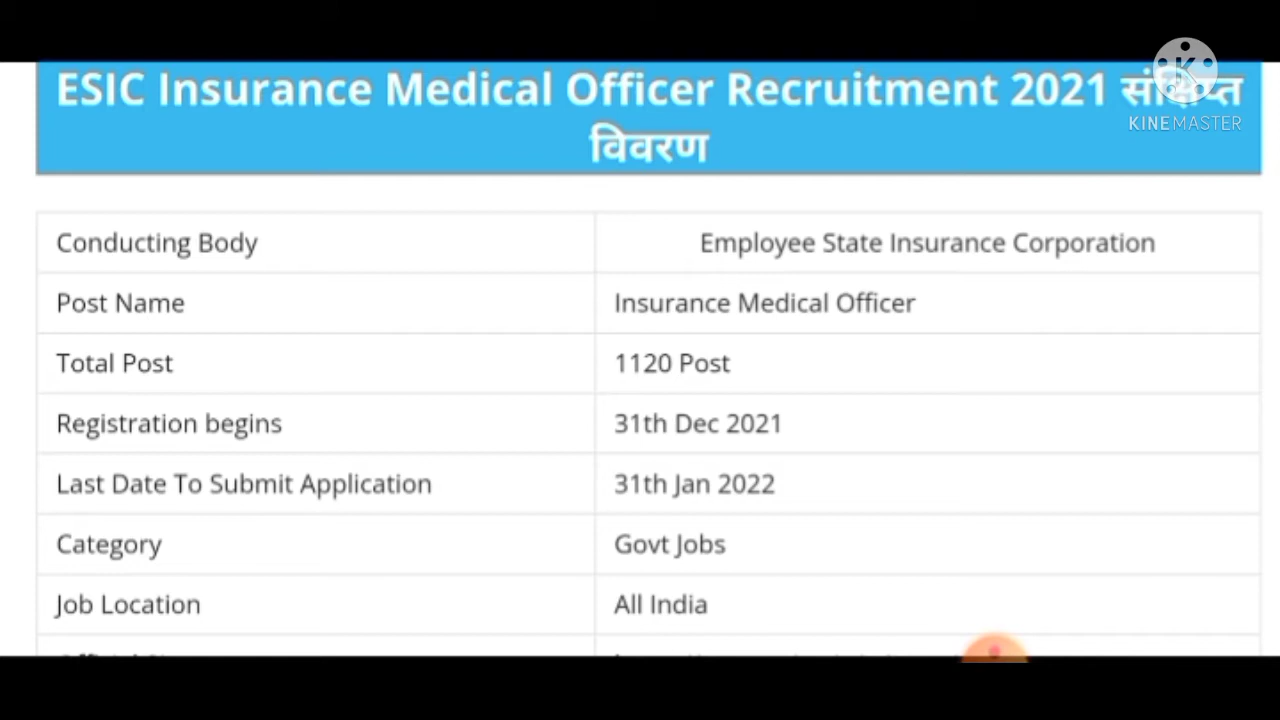 ESIC Insurance Medical Officer Recruitment 2021 संक्षिप्त
विवरण
KINEMASTER
Conducting Body Employee State Insurance Corporation
Post Name Insurance Medical Officer
Total Post 1120 Post
Registration begins 31th Dec 2021
Last Date To Submit Application 31th Jan 2022
Category Govt Jobs
Job Location All India